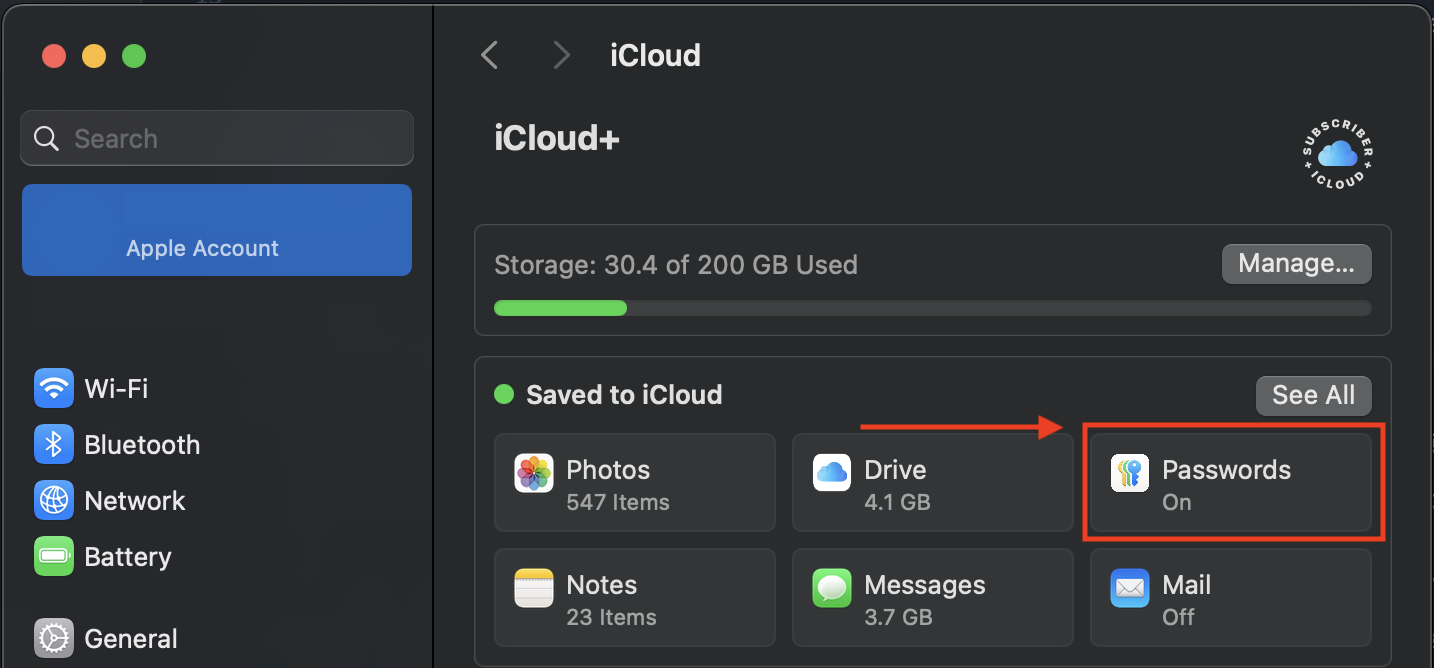 Search
Apple Account
Wi-Fi
Bluetooth
Network
Battery
General
iCloud
iCloud+
SUBSCRIBER
ICLOUD
Storage: 30.4 of 200 GB Used
Manage...
Saved to iCloud
See All
Photos
547 Items
Drive
4.1 GB
Passwords
On
Notes
23 Items
Messages
3.7 GB
Mail
Off